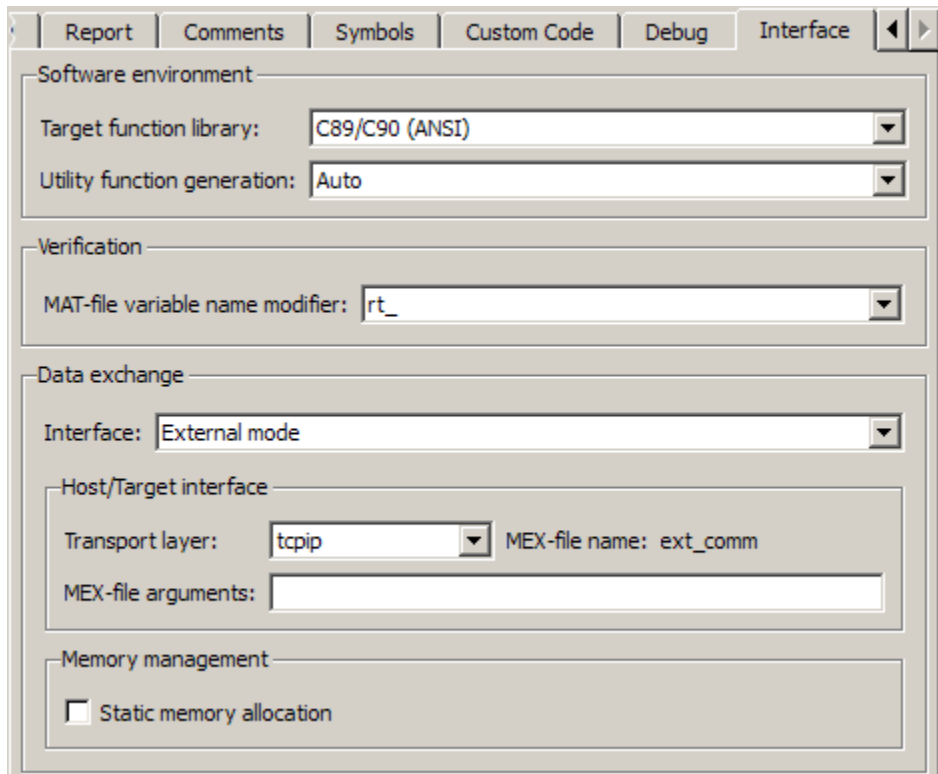 Report Comments Symbols Custom Code Debug Interface
Software environment
Target function library: C89/C90 (ANSI)
Utility function generation: Auto
Verification
MAT-file variable name modifier: rt_
Data exchange
Interface: External mode
Host/Target interface
Transport layer: tcpip MEX-file name: ext_comm
MEX-file arguments:
Memory management
Static memory allocation